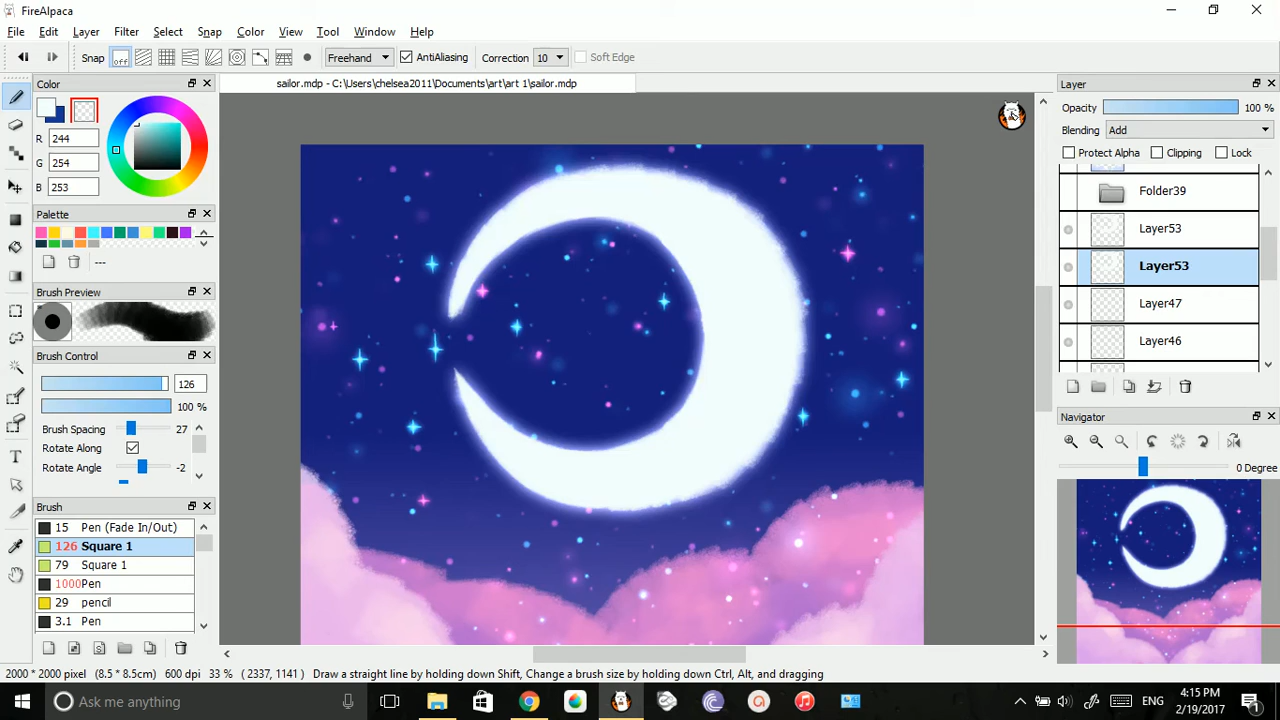 FireAlpaca
File Edit Layer Filter Select Snap Color View Tool Window Help
Snap off Freehand AntiAliasing Correction 10 Soft Edge
sailor.mdp - C:\Users\chelsea2011\Documents\art\art 1\sailor.mdp
Color
R 244
G 254
B 253
Palette
---
Brush Preview
Brush Control
126
100 %
Brush Spacing 27
Rotate Along
Rotate Angle -2
Brush
15 Pen (Fade In/Out)
126 Square 1
79 Square 1
1000 Pen
29 pencil
3.1 Pen
Layer
Opacity 100 %
Blending Add
Protect Alpha Clipping Lock
Folder39
Layer53
Layer53
Layer47
Layer46
Navigator
0 Degree
2000 * 2000 pixel (8.5 * 8.5cm) 600 dpi 33 % (2337, 1141) Draw a straight line by holding down Shift, Change a brush size by holding down Ctrl, Alt, and dragging
Ask me anything
ENG
4:15 PM
2/19/2017
1